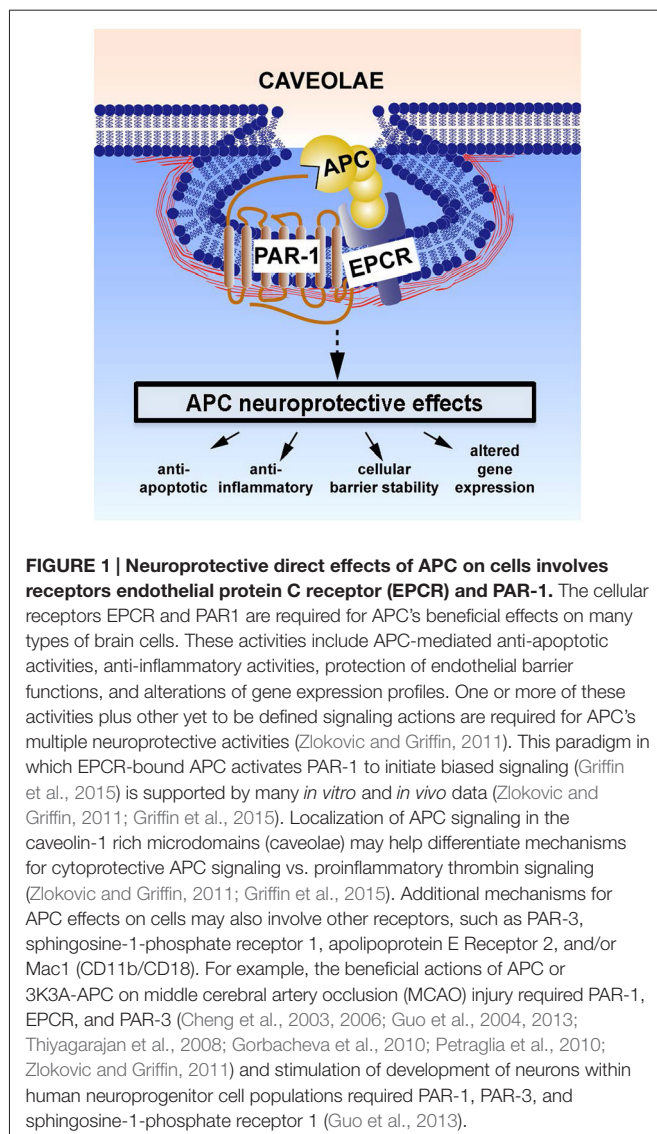 CAVEOLAE
APC
PAR-1
EPCR
APC neuroprotective effects
anti-
apoptotic
anti-
inflammatory
cellular
barrier stability
altered
gene
expression
FIGURE 1 | Neuroprotective direct effects of APC on cells involves
receptors endothelial protein C receptor (EPCR) and PAR-1. The cellular
receptors EPCR and PAR1 are required for APC's beneficial effects on many
types of brain cells. These activities include APC-mediated anti-apoptotic
activities, anti-inflammatory activities, protection of endothelial barrier
functions, and alterations of gene expression profiles. One or more of these
activities plus other yet to be defined signaling actions are required for APC's
multiple neuroprotective activities (Zlokovic and Griffin, 2011). This paradigm in
which EPCR-bound APC activates PAR-1 to initiate biased signaling (Griffin
et al., 2015) is supported by many in vitro and in vivo data (Zlokovic and
Griffin, 2011; Griffin et al., 2015). Localization of APC signaling in the
caveolin-1 rich microdomains (caveolae) may help differentiate mechanisms
for cytoprotective APC signaling vs. proinflammatory thrombin signaling
(Zlokovic and Griffin, 2011; Griffin et al., 2015). Additional mechanisms for
APC effects on cells may also involve other receptors, such as PAR-3,
sphingosine-1-phosphate receptor 1, apolipoprotein E Receptor 2, and/or
Mac1 (CD11b/CD18). For example, the beneficial actions of APC or
3K3A-APC on middle cerebral artery occlusion (MCAO) injury required PAR-1,
EPCR, and PAR-3 (Cheng et al., 2003, 2006; Guo et al., 2004, 2013;
Thiyagarajan et al., 2008; Gorbacheva et al., 2010; Petraglia et al., 2010;
Zlokovic and Griffin, 2011) and stimulation of development of neurons within
human neuroprogenitor cell populations required PAR-1, PAR-3, and
sphingosine-1-phosphate receptor 1 (Guo et al., 2013).